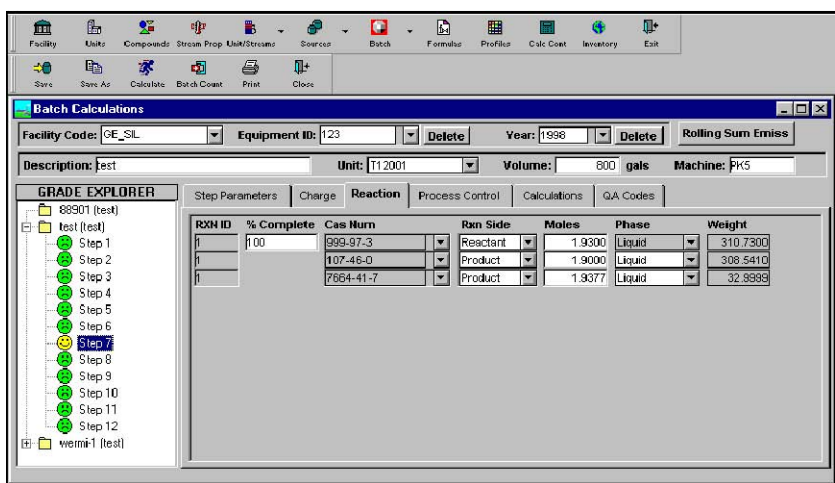 Facility Units Compounds Stream Prop Unit/Streams Sources Batch Formulas Profiles Calc Cont Inventory Exit
Save Save As Calculate Batch Count Print Close
Batch Calculations
Facility Code: GE_SIL Equipment ID: 123 Delete Year: 1998 Delete Rolling Sum Emiss
Description: test Unit: T12001 Volume: 800 gals Machine: PK5
GRADE EXPLORER
88901 (test)
test (test)
Step 1
Step 2
Step 3
Step 4
Step 5
Step 6
Step 7
Step 8
Step 9
Step 10
Step 11
Step 12
wermi-1 (test)
Step Parameters Charge Reaction Process Control Calculations QA Codes
RXN ID % Complete Cas Num Rxn Side Moles Phase Weight
1 100 999-97-3 Reactant 1.9300 Liquid 310.7300
1 107-46-0 Product 1.9000 Liquid 308.5410
1 7664-41-7 Product 1.9377 Liquid 32.9999